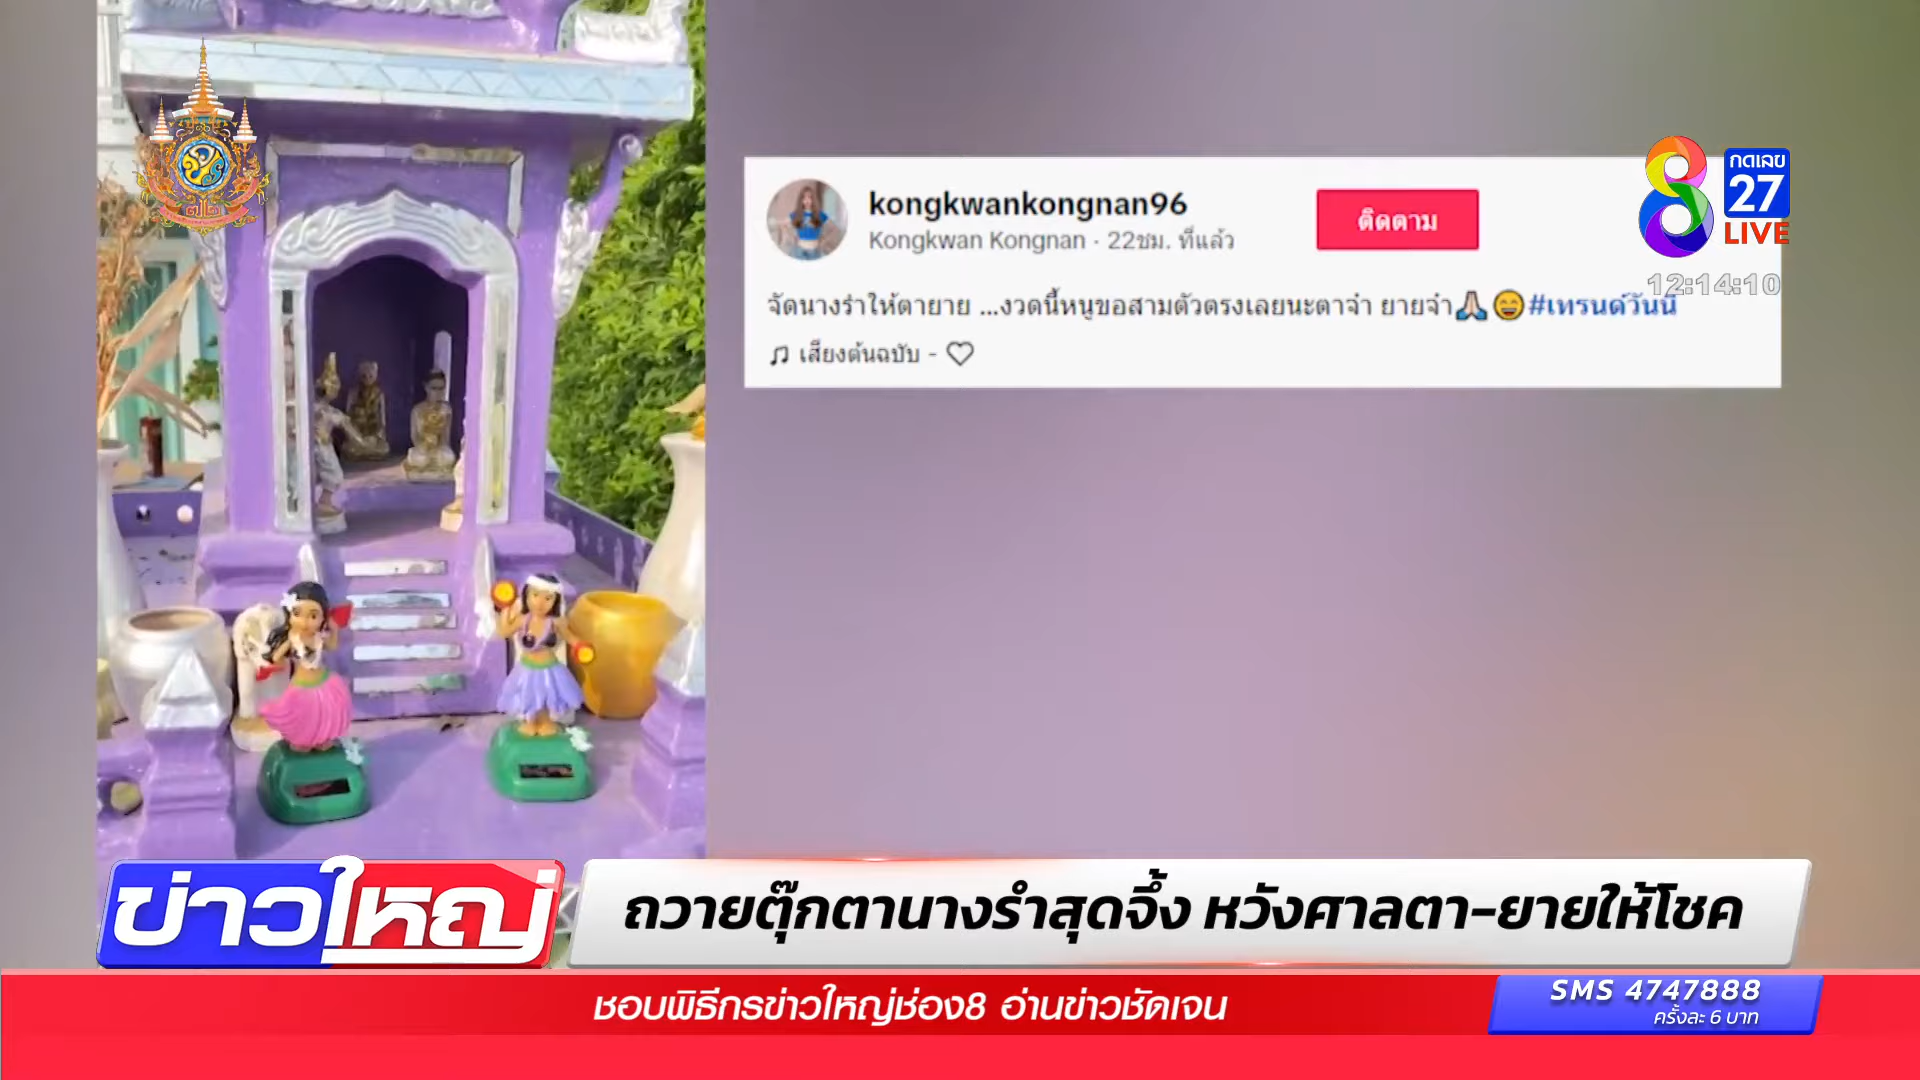 kongkwankongnan96
Kongkwan Kongnan · 22ชม. ที่แล้ว
ติดตาม
กดเลข
27
LIVE
12:14:10
จัดนางรำให้ตายาย ...งวดนี้หนูขอสามตัวตรงเลยนะตาจ๋า ยายจ๋า🙏😄#เทรนด์วันนี้
♫ เสียงต้นฉบับ - ♡
ข่าวใหญ่
ถวายตุ๊กตานางรำสุดจึ้ง หวังศาลตา-ยายให้โชค
ชอบพิธีกรข่าวใหญ่ช่อง8 อ่านข่าวชัดเจน
SMS 4747888
ครั้งละ 6 บาท